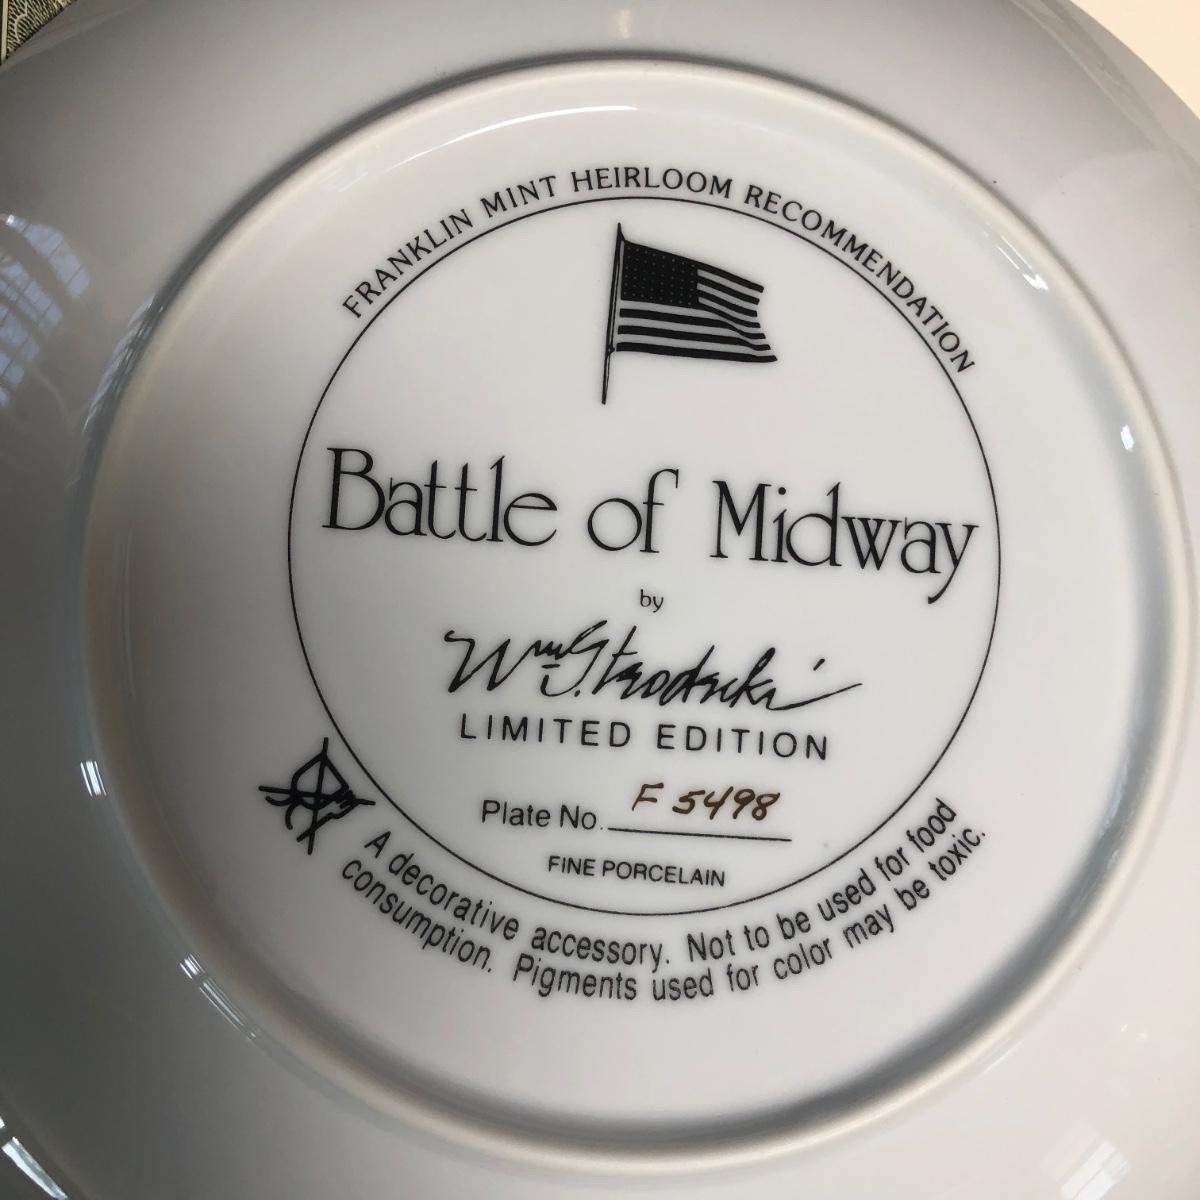 FRANKLIN MINT HEIRLOOM RECOMMENDATION
Battle of Midway
by
Wm S.
LIMITED EDITION
Plate No. F 5498
FINE PORCELAIN
A decorative accessory. Not to be used for food
consumption. Pigments used for color may be toxic.